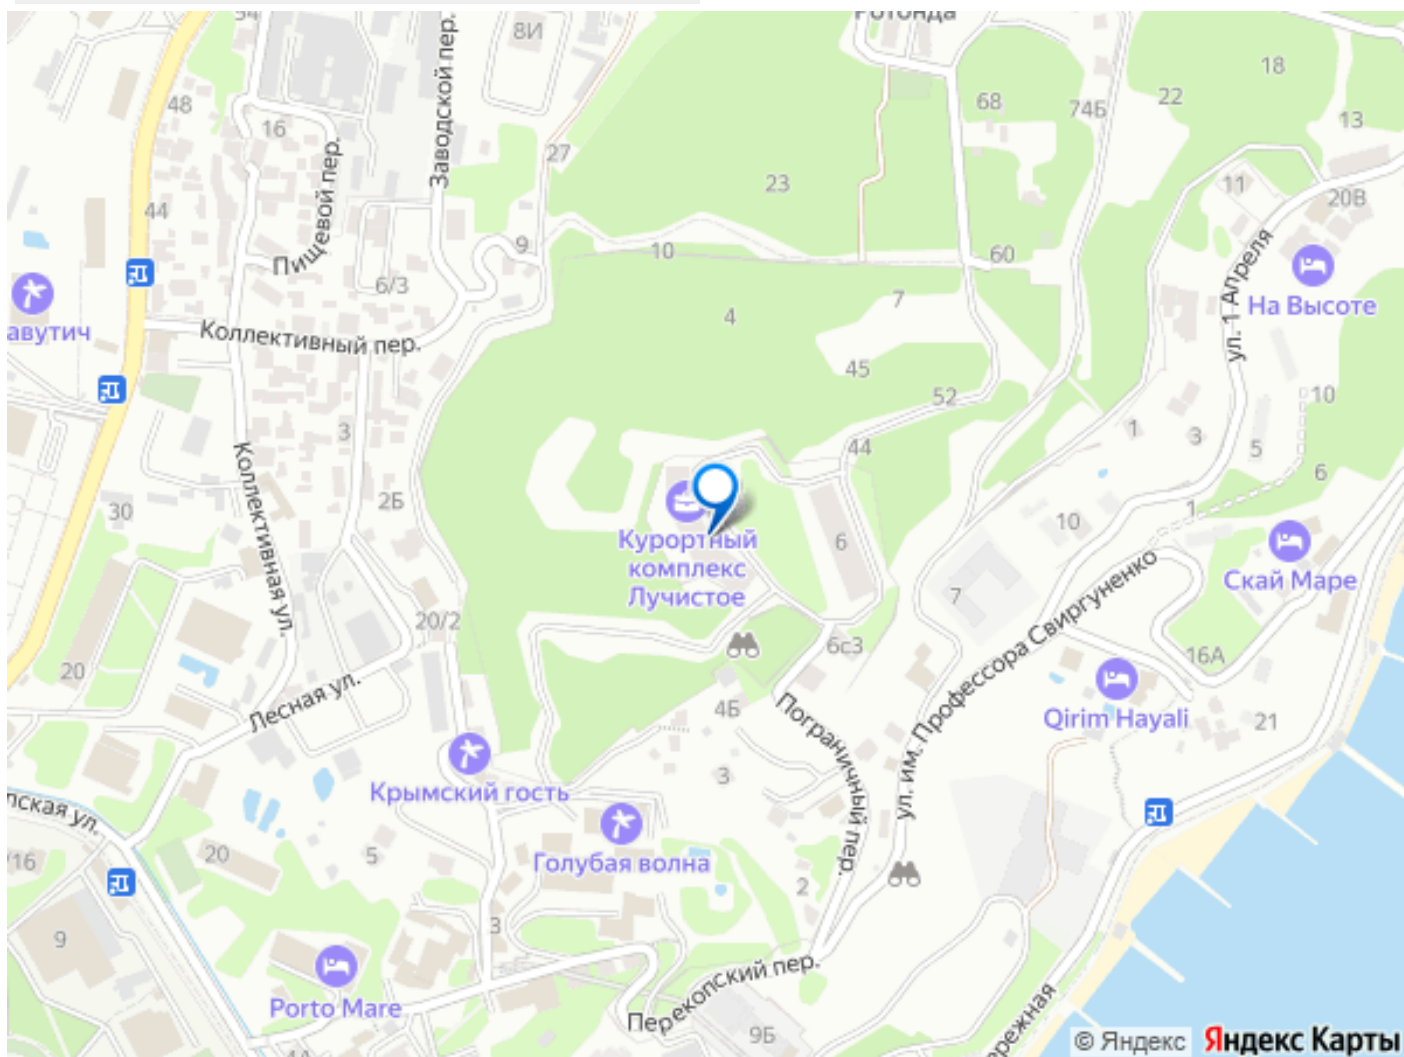 54
8И
Ротонда
Заводской пер.
48
16
18
68
74Б
22
13
27
Пищевой пер.
23
11
20В
44
9
10
60
6/3
ул. 1 Апреля
На Высоте
авутич
Коллективный пер.
4
7
45
52
10
3
1
3
44
5
6
Коллективная ул.
2Б
30
1
10
Курортный
комплекс
Лучистое
6
Скай Маре
7
ул. им. Профессора Свиргуненко
20/2
6с3
16А
20
Лесная ул.
4Б
Qirim Hayali
21
Пограничный пер.
3
Крымский гость
пская ул.
/16
20
5
Голубая волна
2
3
9
Porto Mare
Перекопский пер.
9Б
4А
режная
© Яндекс
Яндекс Карты